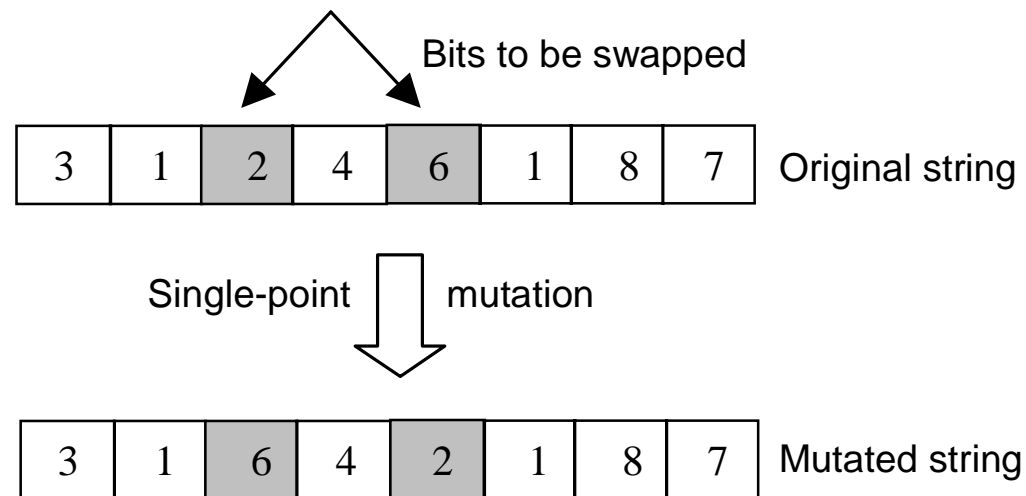 Bits to be swapped
3 1 2 4 6 1 8 7 Original string
Single-point mutation
3 1 6 4 2 1 8 7 Mutated string